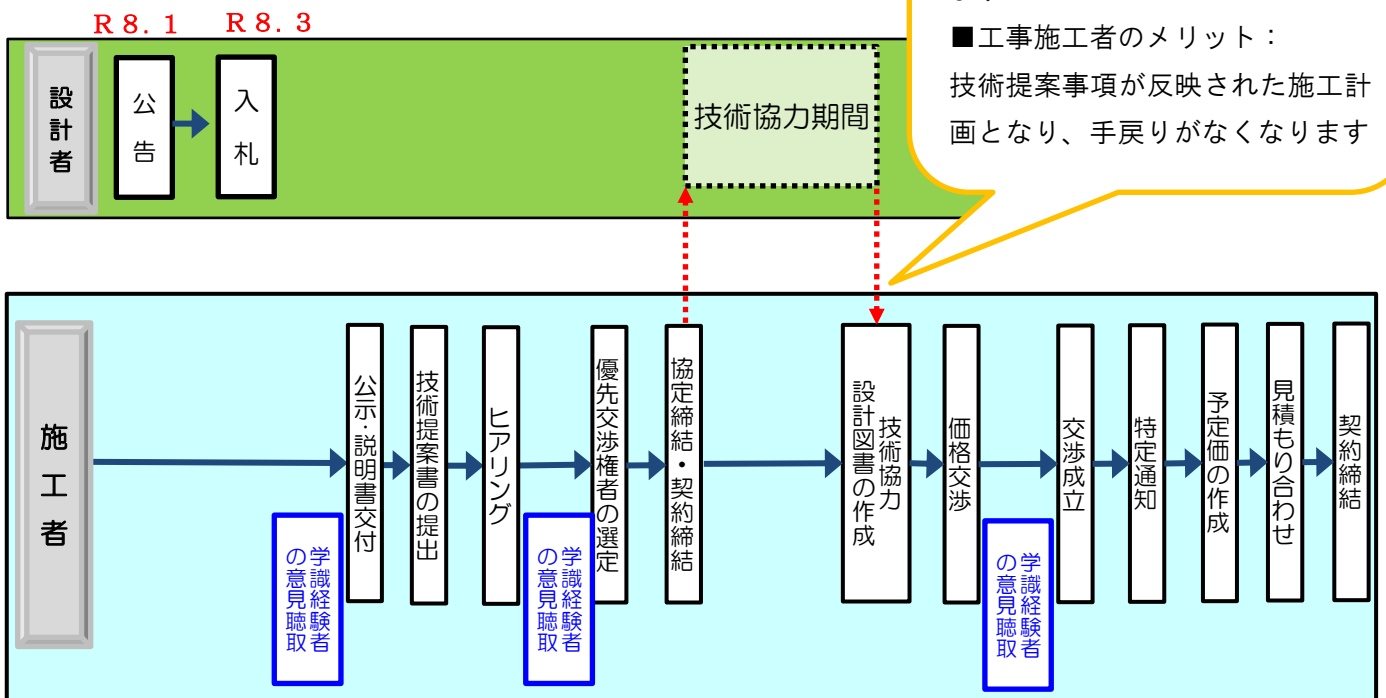 R8.1 R8.3
■工事施工者のメリット：
技術提案事項が反映された施工計
画となり、手戻りがなくなります
設計者
公告
入札
技術協力期間
施工者
公示・説明書交付
技術提案書の提出
ヒアリング
優先交渉権者の選定
協定締結・契約締結
技術協力
設計図書の作成
価格交渉
交渉成立
特定通知
予定価の作成
見積もり合わせ
契約締結
学識経験者
の意見聴取
学識経験者
の意見聴取
学識経験者
の意見聴取